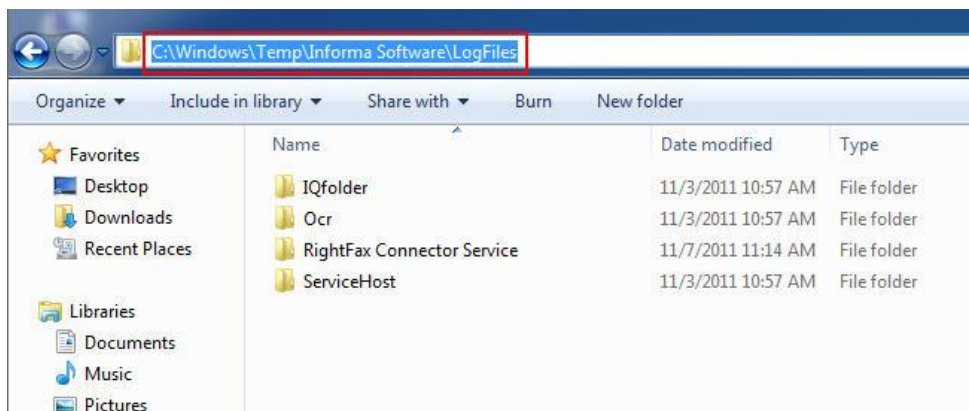 C:\Windows\Temp\Informa Software\LogFiles
Organize Include in library Share with Burn New folder
Favorites
Desktop
Downloads
Recent Places
Libraries
Documents
Music
Pictures
Name Date modified Type
IQfolder 11/3/2011 10:57 AM File folder
Ocr 11/3/2011 10:57 AM File folder
RightFax Connector Service 11/7/2011 11:14 AM File folder
ServiceHost 11/3/2011 10:57 AM File folder